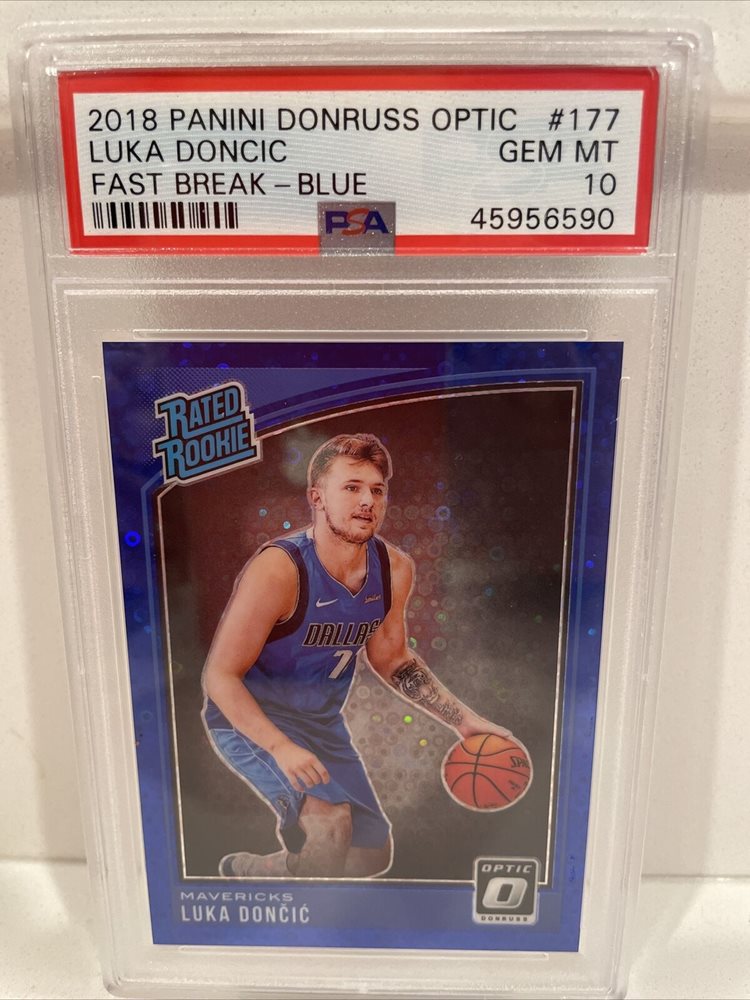 2018 PANINI DONRUSS OPTIC #177
LUKA DONCIC GEM MT
FAST BREAK – BLUE 10
PSA 45956590
RATED
ROOKIE
DALLAS
7
OPTIC
DONRUSS
MAVERICKS
LUKA DONČIĆ